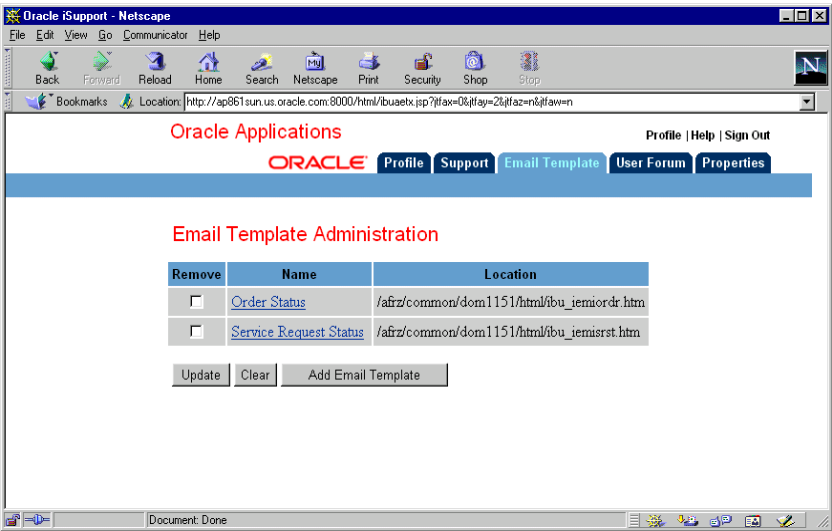 Oracle iSupport - Netscape
File Edit View Go Communicator Help
Back Forward Reload Home Search Netscape Print Security Shop Stop
My
N
Bookmarks Location: http://ap861sun.us.oracle.com:8000/html/ibuaetx.jsp?jtfax=0&jtfay=2&jtfaz=n&jtfaw=n
Oracle Applications
Profile | Help | Sign Out
ORACLE Profile Support Email Template User Forum Properties
Email Template Administration
Remove Name Location
Order Status /afrz/common/dom1151/html/ibu_iemiordr.htm
Service Request Status /afrz/common/dom1151/html/ibu_iemisrst.htm
Update Clear Add Email Template
Document: Done